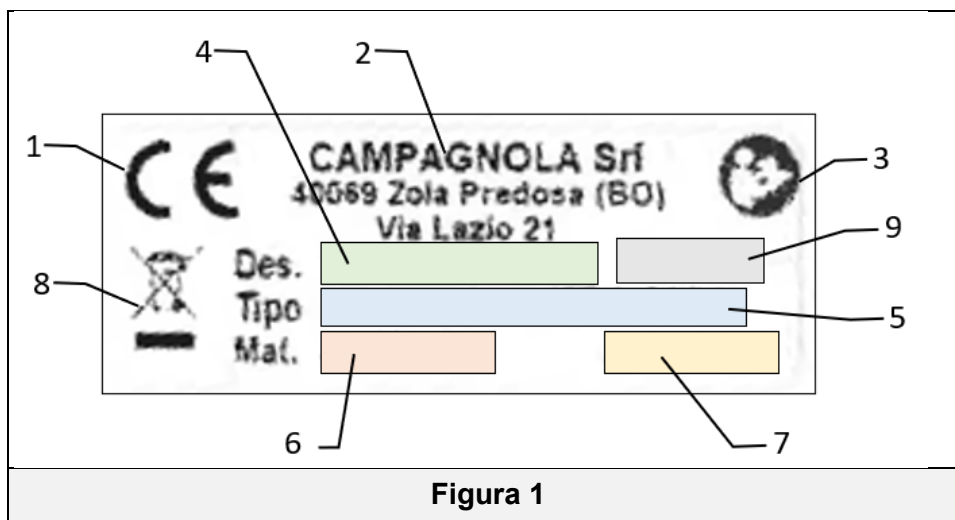 4 2
1 CE CAMPAGNOLA Srl 3
40069 Zola Predosa (BO)
Via Lazio 21
9
8 Des.
Tipo 5
Mat.
6 7
Figura 1